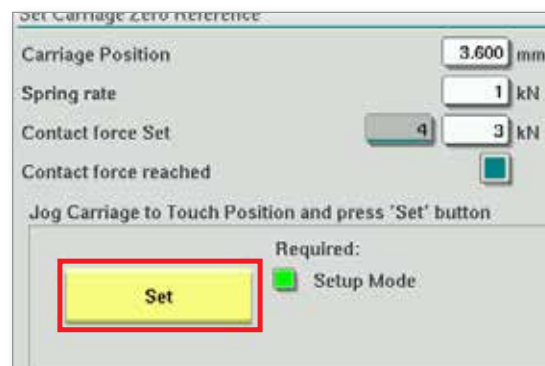 Set Carriage Zero Reference
Carriage Position 3.600 mm
Spring rate 1 kN
Contact force Set 4 3 kN
Contact force reached
Jog Carriage to Touch Position and press 'Set' button
Required:
Setup Mode
Set